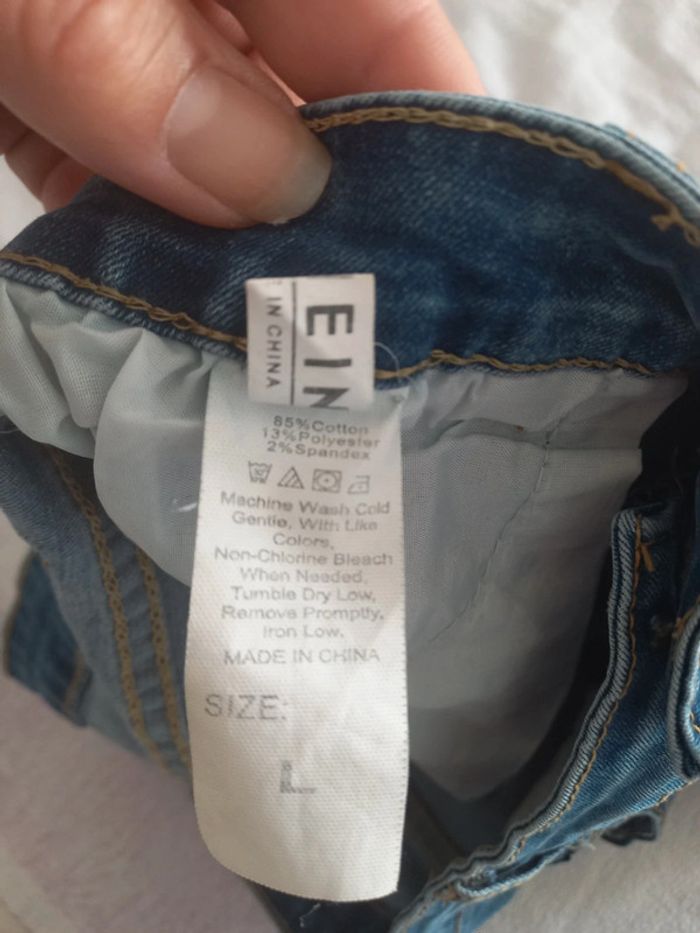 EIN
IN CHINA
85%Cotton
13%Polyester
2%Spandex
Machine Wash Cold
Gentle, With Like
Colors,
Non-Chlorine Bleach
When Needed,
Tumble Dry Low,
Remove Promptly,
Iron Low.
MADE IN CHINA
SIZE:
L